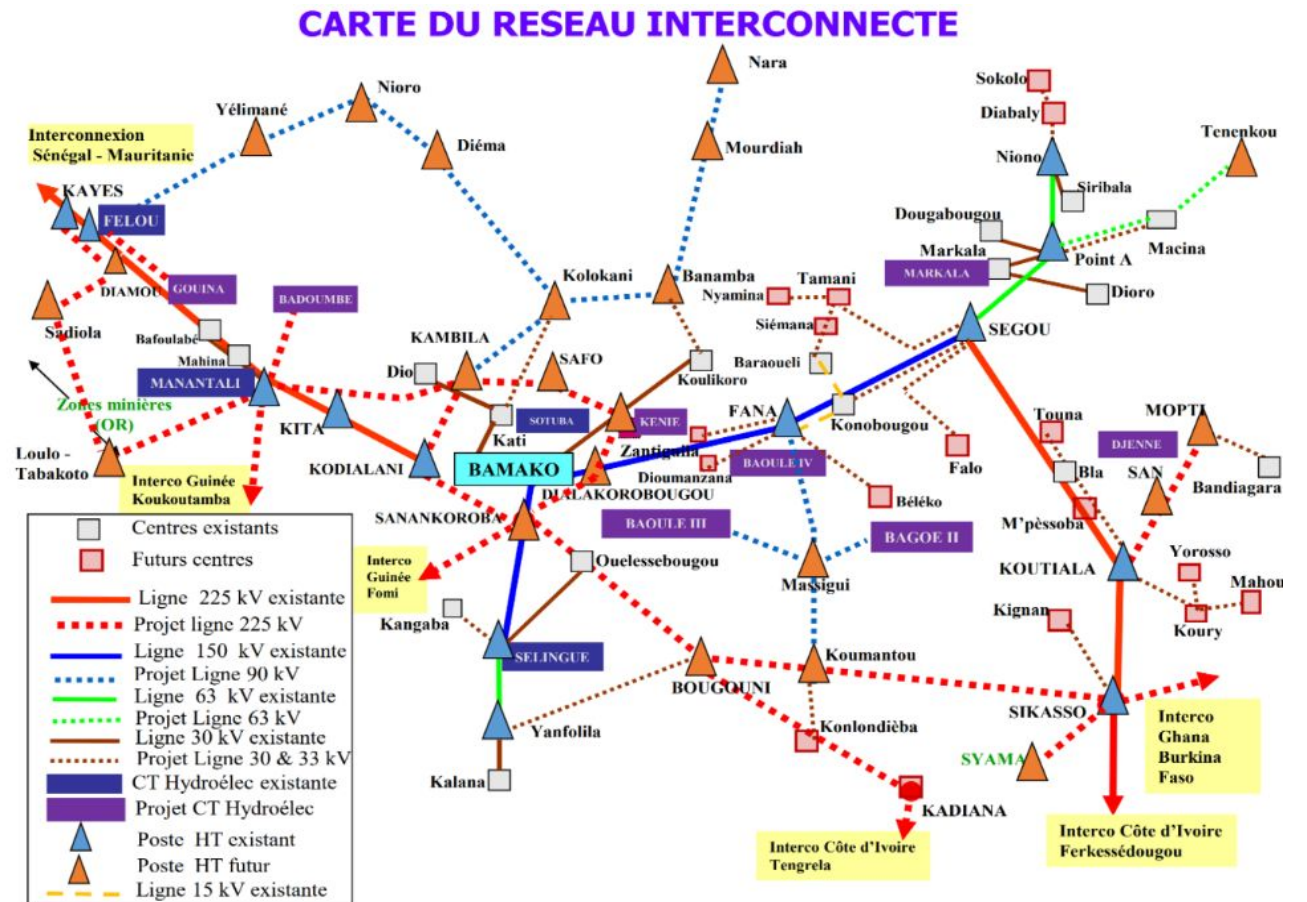 CARTE DU RESEAU INTERCONNECTE
Nara
Nioro
Yélimané
Sokolo
Diabaly
Interconnexion
Sénégal - Mauritanie
Diéma
Mourdiah
Tenenkou
Niono
KAYES
Siribala
FELOU
Dougabougou
Markala
Macina
Kolokani
Banamba
Tamani
MARKALA
Point A
DIAMOU
GOUINA
BADOUMBE
Nyamina
Dioro
Sadiola
Bafoulabé
KAMBILA
SAFO
Siémana
SEGOU
Mahina
Dio
Koulikoro
Baraoueli
MANANTALI
Zones minières
(OR)
SOTUBA
KENIE
FANA
Konobougou
Touna
MOPTI
KITA
Kati
Zantiguila
DJENNE
Loulo -
Tabakoto
KODIALANI
BAMAKO
Dioumanzana
BAOULE IV
Falo
Bla
SAN
Bandiagara
Interco Guinée
Koukoutamba
DIALAKOROBOUGOU
Béléko
SANANKOROBA
M'pèssoba
Centres existants
BAOULE III
BAGOE II
Futurs centres
Interco
Guinée
Fomi
Ouelessebougou
Massigui
KOUTIALA
Yorosso
Mahou
Ligne 225 kV existante
Kangaba
Kignan
Koury
Projet ligne 225 kV
Ligne 150 kV existante
SELINGUE
Koumantou
Projet Ligne 90 kV
BOUGOUNI
Ligne 63 kV existante
SIKASSO
Projet Ligne 63 kV
Yanfolila
Konlondièba
Interco
Ghana
Burkina
Faso
Ligne 30 kV existante
Projet Ligne 30 & 33 kV
SYAMA
CT Hydroélec existante
Kalana
Projet CT Hydroélec
KADIANA
Poste HT existant
Interco Côte d'Ivoire
Tengrela
Interco Côte d'Ivoire
Ferkessédougou
Poste HT futur
Ligne 15 kV existante